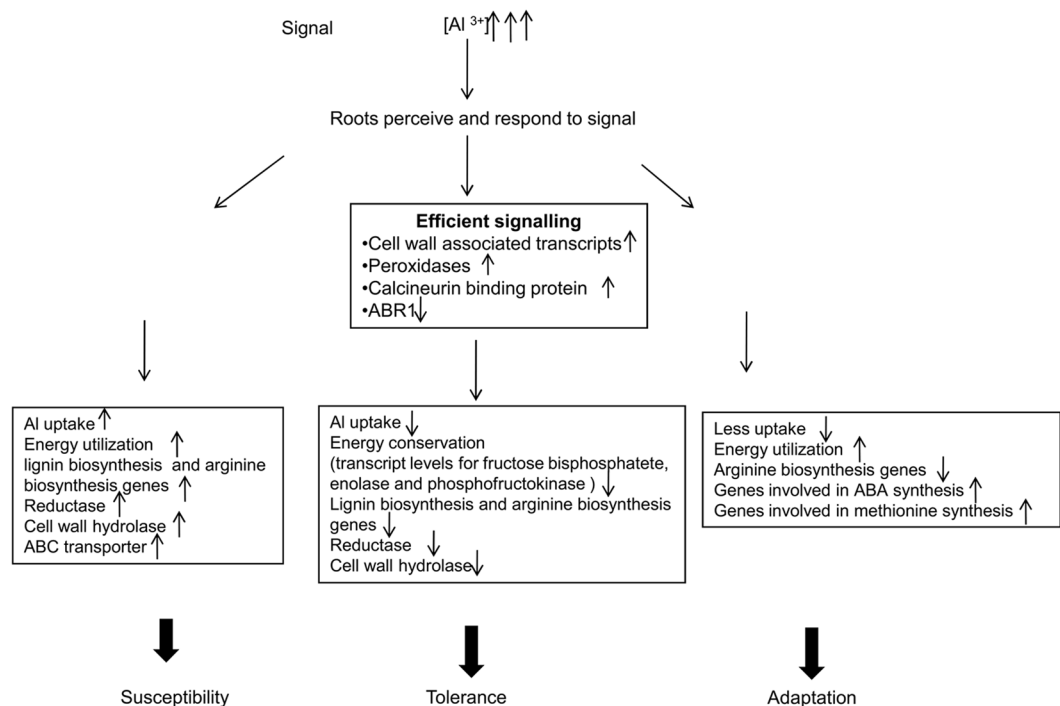 Signal
[Al 3+]
Roots perceive and respond to signal
Efficient signalling
•Cell wall associated transcripts
•Peroxidases
•Calcineurin binding protein
•ABR1
Al uptake
Energy utilization
lignin biosynthesis and arginine
biosynthesis genes
Reductase
Cell wall hydrolase
ABC transporter
Al uptake
Energy conservation
(transcript levels for fructose bisphosphatete,
enolase and phosphofructokinase )
Lignin biosynthesis and arginine biosynthesis
genes
Reductase
Cell wall hydrolase
Less uptake
Energy utilization
Arginine biosynthesis genes
Genes involved in ABA synthesis
Genes involved in methionine synthesis
Susceptibility
Tolerance
Adaptation